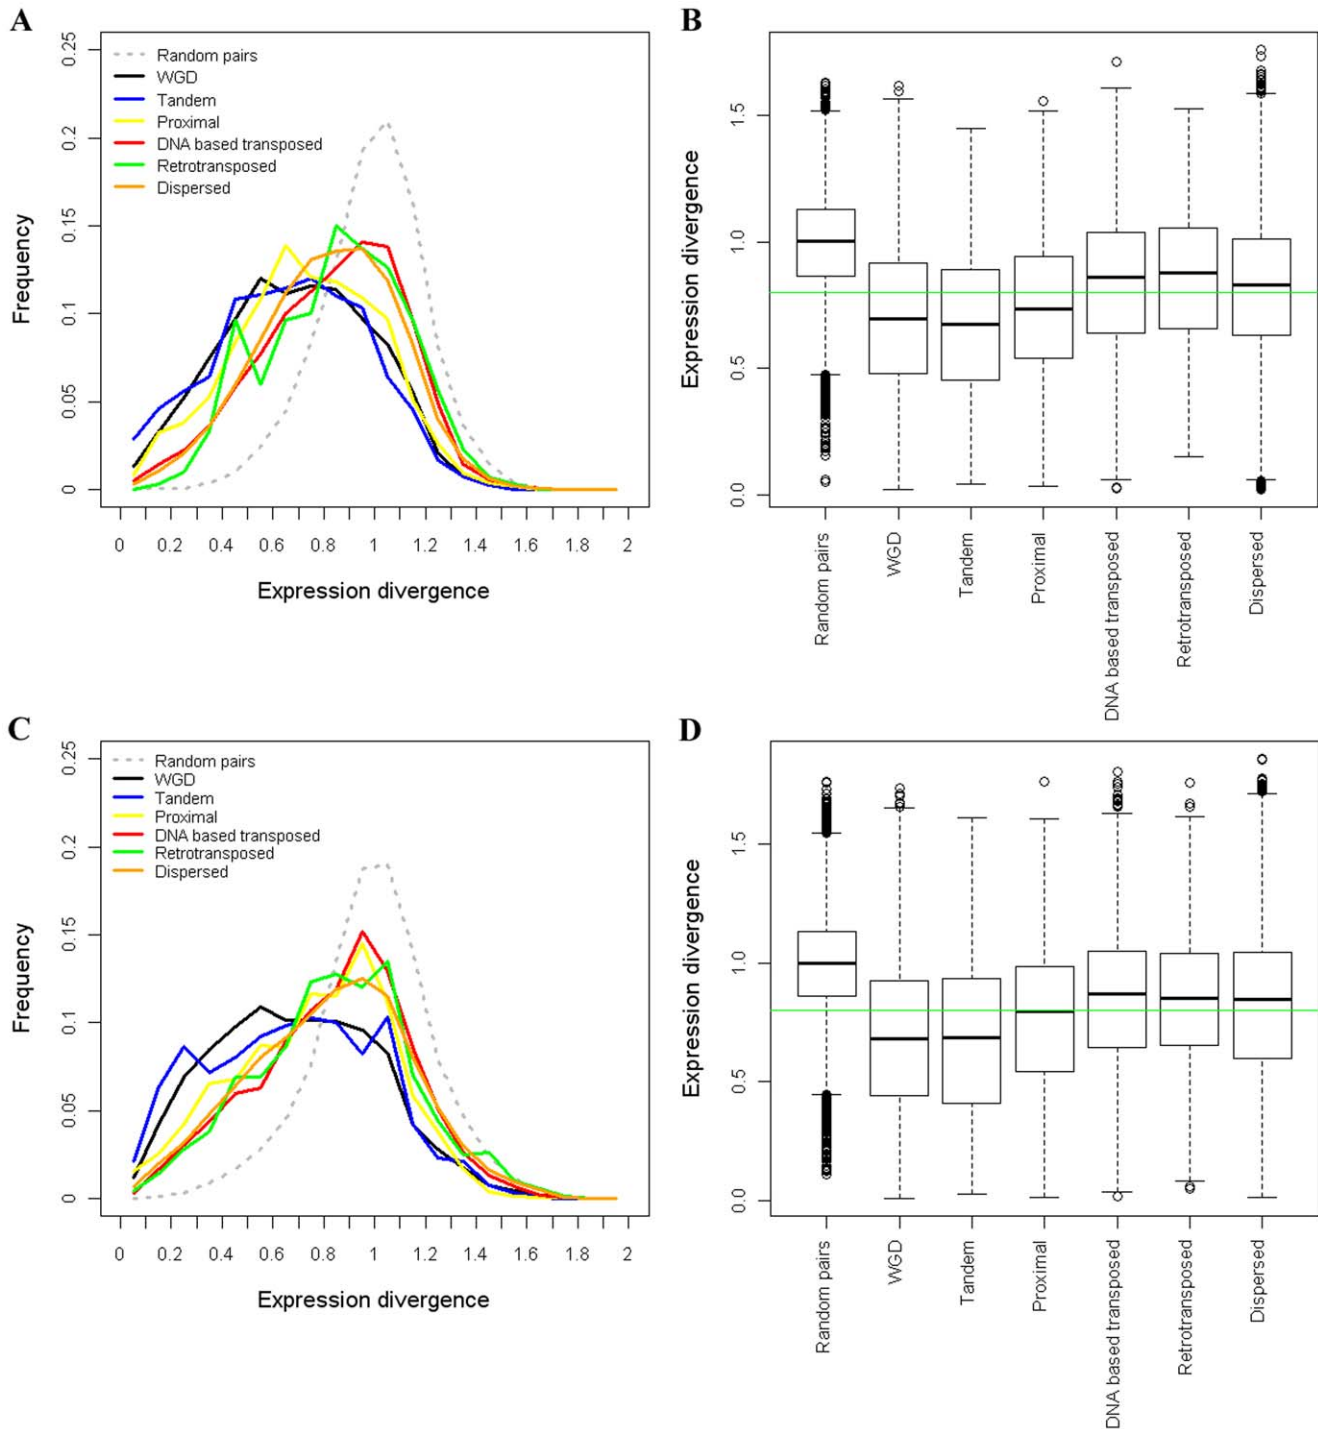 A
0.25
0.2
0.15
0.1
0.05
0
Frequency
Random pairs
WGD
Tandem
Proximal
DNA based transposed
Retrotransposed
Dispersed
0 0.2 0.4 0.6 0.8 1 1.2 1.4 1.6 1.8 2
Expression divergence
B
1.5
1.0
0.5
0.0
Expression divergence
Random pairs
WGD
Tandem
Proximal
DNA based transposed
Retrotransposed
Dispersed
C
0.25
0.2
0.15
0.1
0.05
0
Frequency
Random pairs
WGD
Tandem
Proximal
DNA based transposed
Retrotransposed
Dispersed
0 0.2 0.4 0.6 0.8 1 1.2 1.4 1.6 1.8 2
Expression divergence
D
1.5
1.0
0.5
0.0
Expression divergence
Random pairs
WGD
Tandem
Proximal
DNA based transposed
Retrotransposed
Dispersed